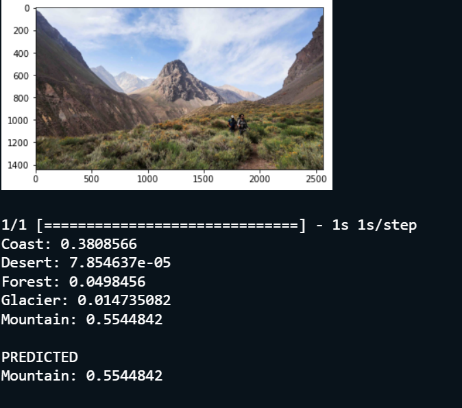 0
200
400
600
800
1000
1200
1400
0 500 1000 1500 2000 2500
1/1 [==============================] - 1s 1s/step
Coast: 0.3808566
Desert: 7.854637e-05
Forest: 0.0498456
Glacier: 0.014735082
Mountain: 0.5544842
PREDICTED
Mountain: 0.5544842